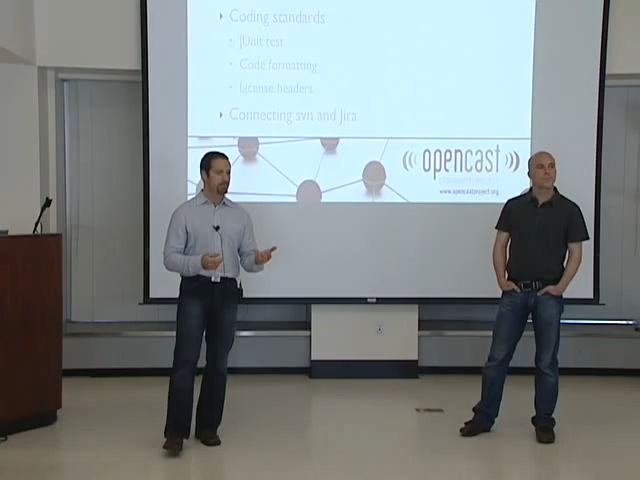 Coding standards
JUnit test
Code formatting
License headers
Connecting svn and Jira
opencast
www.opencastproject.org